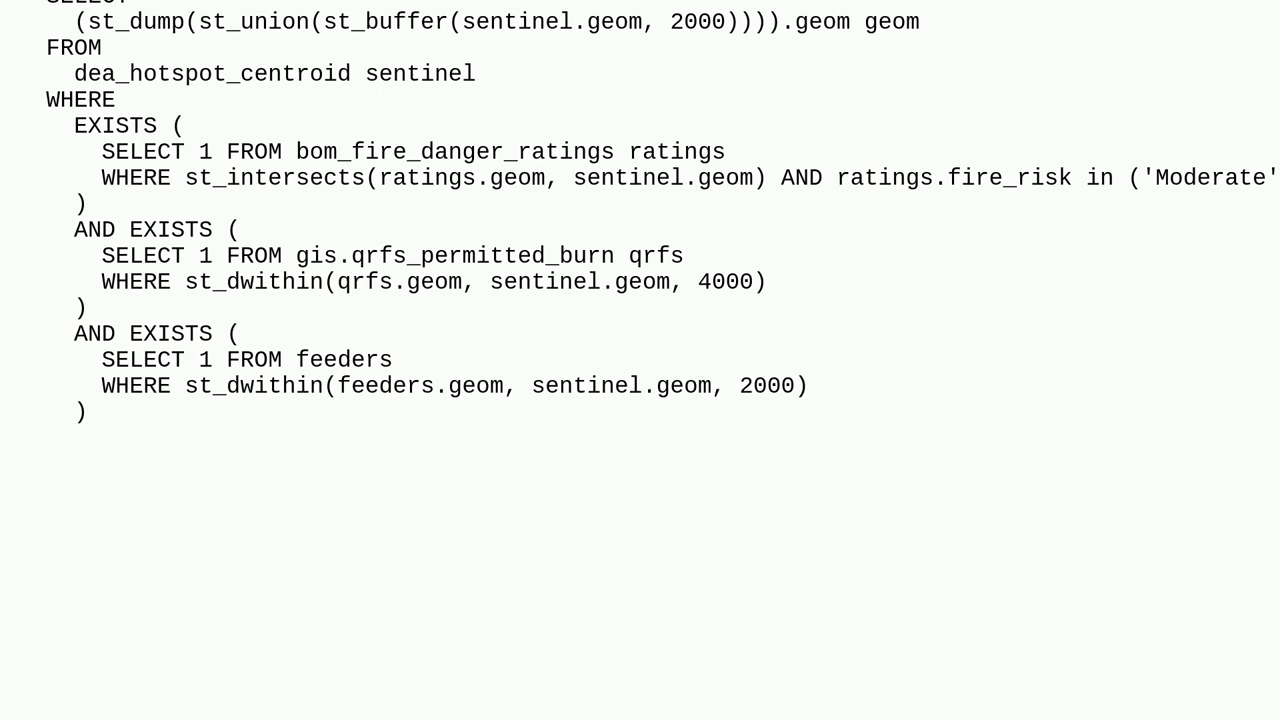 SELECT
(st_dump(st_union(st_buffer(sentinel.geom, 2000)))).geom geom
FROM
dea_hotspot_centroid sentinel
WHERE
EXISTS (
SELECT 1 FROM bom_fire_danger_ratings ratings
WHERE st_intersects(ratings.geom, sentinel.geom) AND ratings.fire_risk in ('Moderate'
)
AND EXISTS (
SELECT 1 FROM gis.qrfs_permitted_burn qrfs
WHERE st_dwithin(qrfs.geom, sentinel.geom, 4000)
)
AND EXISTS (
SELECT 1 FROM feeders
WHERE st_dwithin(feeders.geom, sentinel.geom, 2000)
)